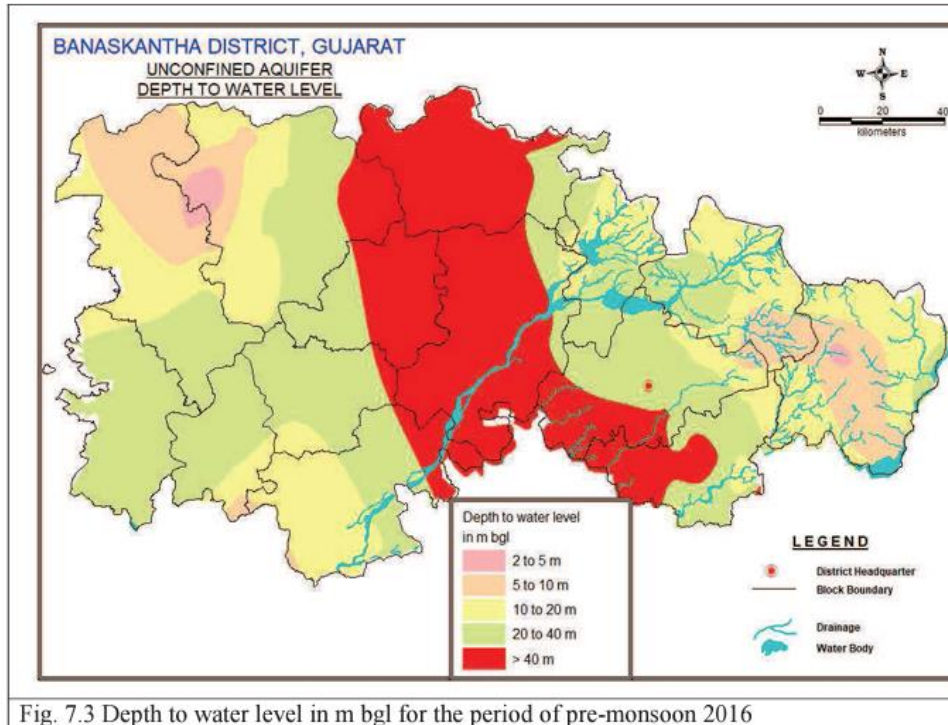 BANASKANTHA DISTRICT, GUJARAT
UNCONFINED AQUIFER
DEPTH TO WATER LEVEL
N
W E
S
0 20 40
kilometers
Depth to water level
in m bgl
2 to 5 m
5 to 10 m
10 to 20 m
20 to 40 m
> 40 m
LEGEND
District Headquarter
Block Boundary
Drainage
Water Body
Fig. 7.3 Depth to water level in m bgl for the period of pre-monsoon 2016